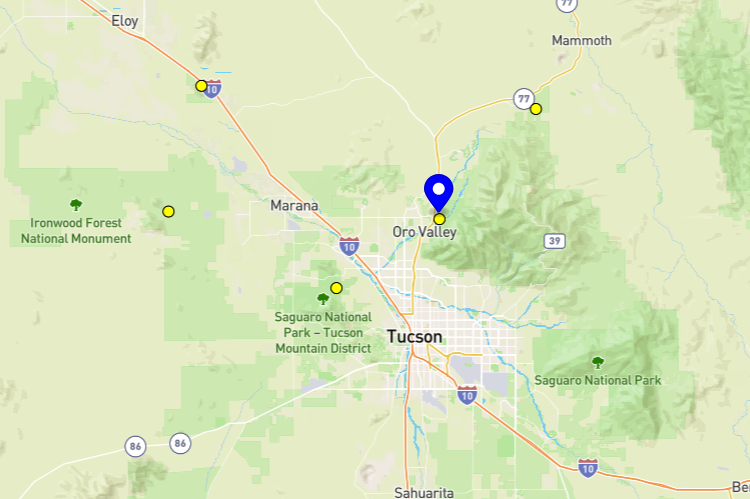 77
Eloy
Mammoth
10
77
Ironwood Forest
National Monument
Marana
Oro Valley
10
39
Saguaro National
Park – Tucson
Mountain District
Tucson
Saguaro National Park
10
86
86
10
Sahuarita
Be